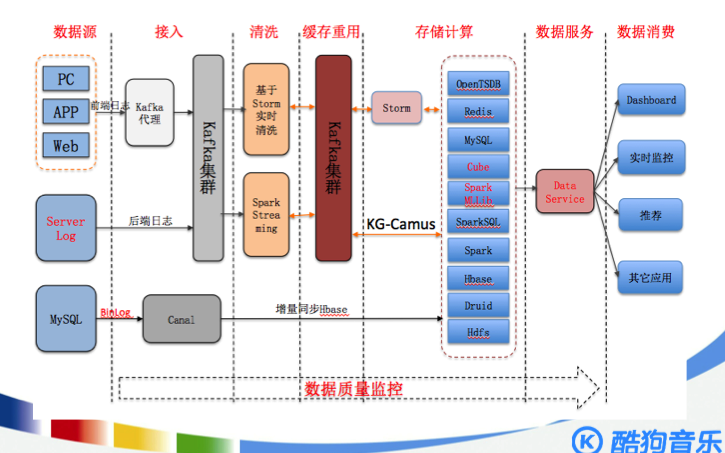 数据源
接入
清洗
缓存重用
存储计算
数据服务
数据消费
PC
APP
Web
前端日志
Kafka
代理
Kafka集群
基于
Storm
实时
清洗
Kafka集群
Storm
OpenTSDB
Redis
MySQL
Cube
Spark
MLLib
SparkSQL
Spark
Hbase
Druid
Hdfs
Data
Service
Dashboard
实时监控
推荐
其它应用
Server
Log
后端日志
Spark
Strea
ming
KG-Camus
MySQL
BinLog
Canal
增量同步Hbase
数据质量监控
K 酷狗音乐